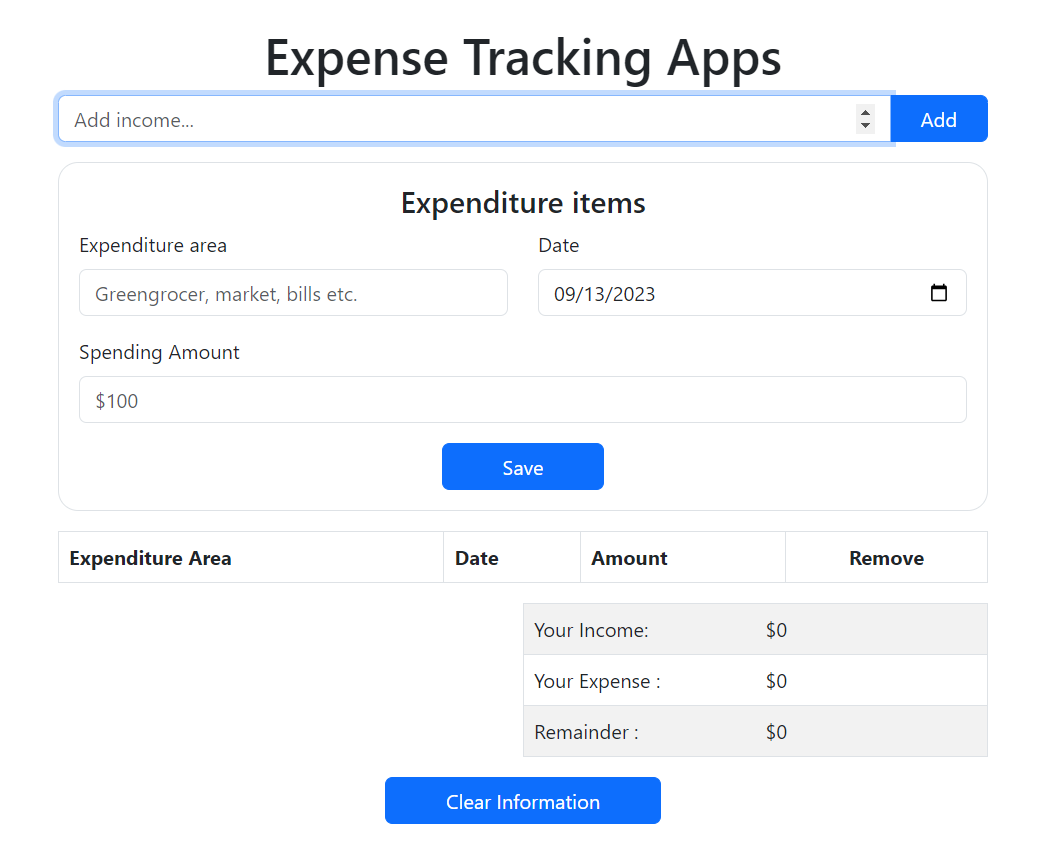 Expense Tracking Apps
Add income...
Add
Expenditure items
Expenditure area
Date
Greengrocer, market, bills etc.
09/13/2023
Spending Amount
$100
Save
Expenditure Area Date Amount Remove
Your Income: $0
Your Expense : $0
Remainder : $0
Clear Information